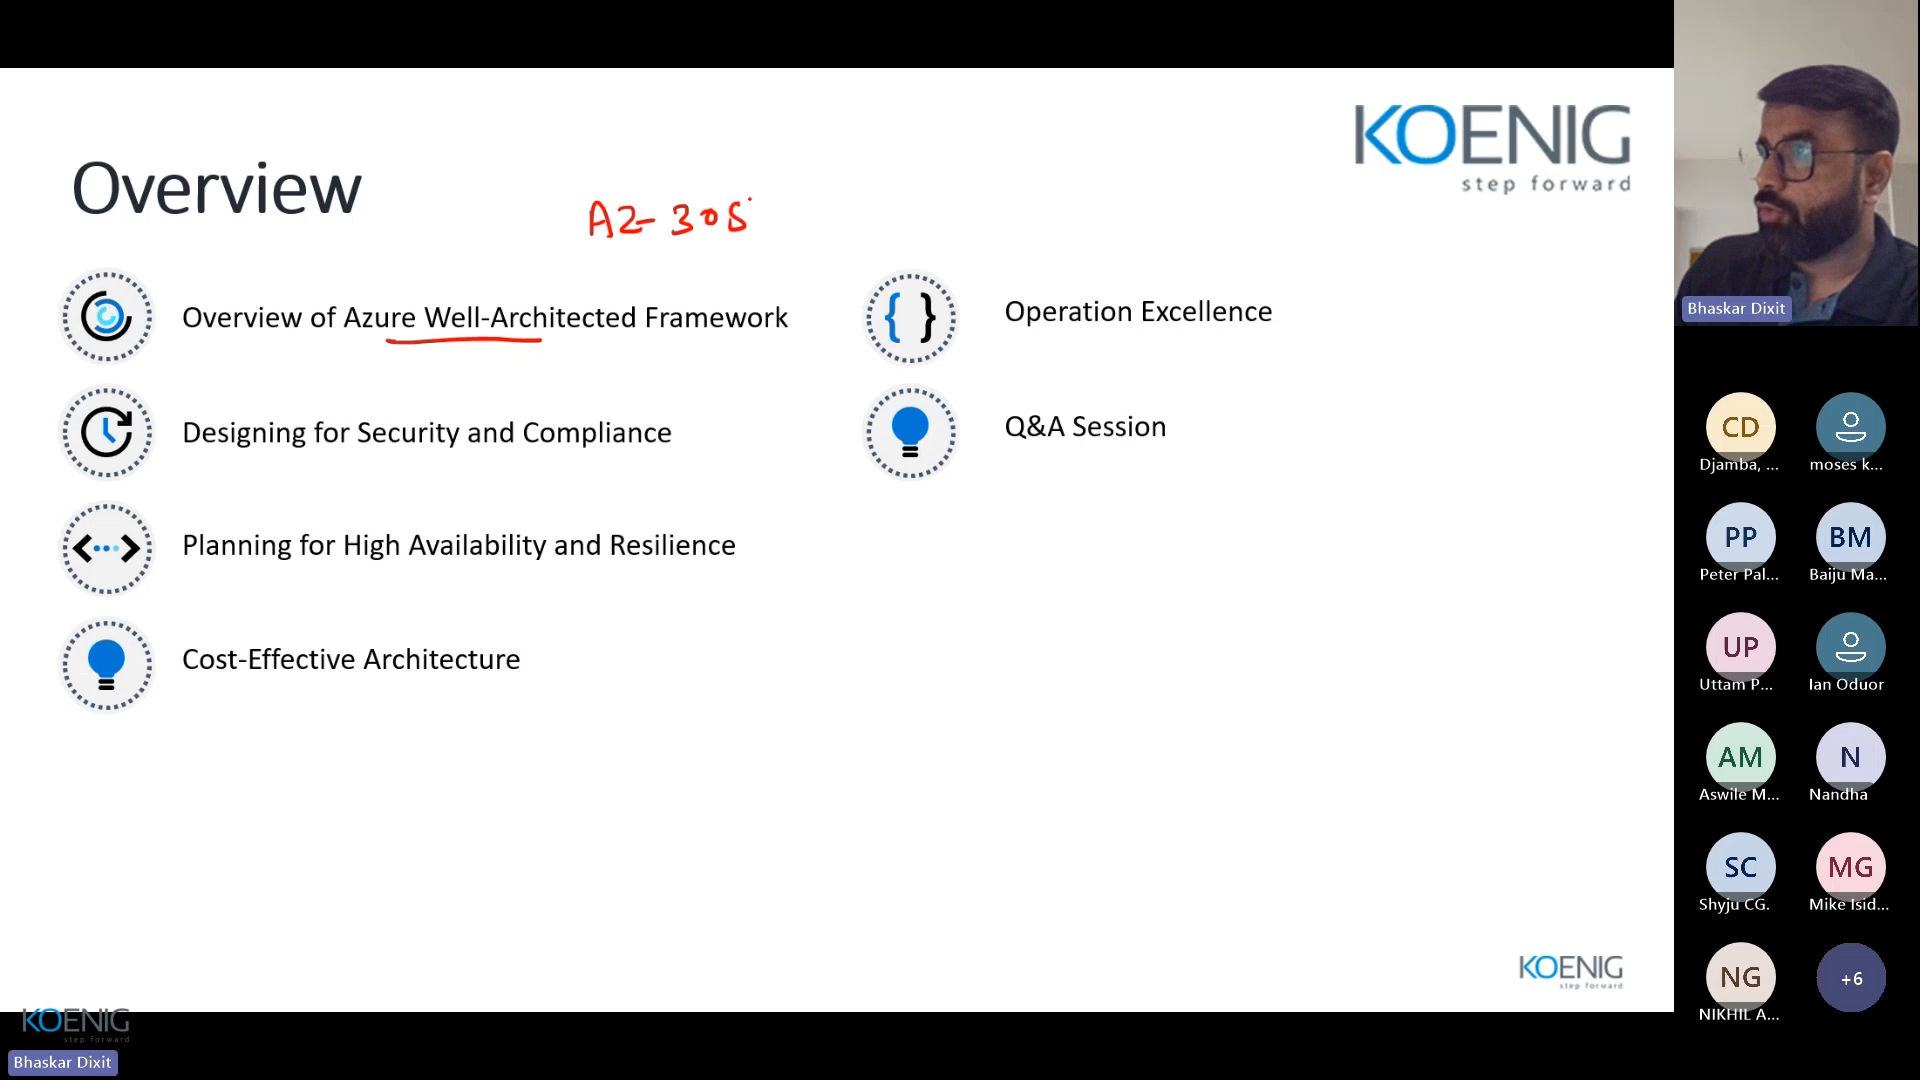 KOENIG
step forward
Overview
AZ-305
Overview of Azure Well-Architected Framework
Designing for Security and Compliance
Planning for High Availability and Resilience
Cost-Effective Architecture
{ } Operation Excellence
Q&A Session
KOENIG
step forward
KOENIG
step forward
Bhaskar Dixit
Bhaskar Dixit
CD
Djamba, ...
moses k...
PP
Peter Pal...
BM
Baiju Ma...
UP
Uttam P...
Ian Oduor
AM
Aswile M...
N
Nandha
SC
Shyju CG.
MG
Mike Isid...
NG
NIKHIL A...
+6